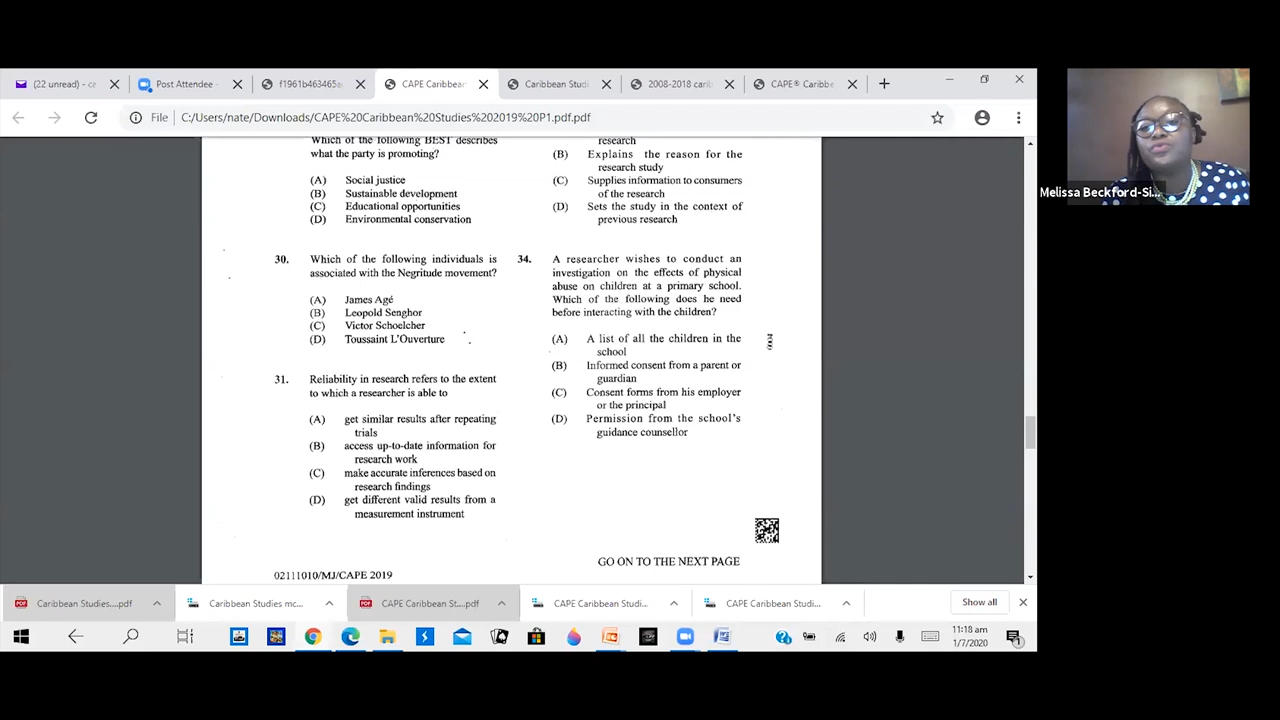 (22 unread) - ca
Post Attendee -
f1961b463465a
CAPE Caribbean
Caribbean Studi
2008-2018 cari
CAPE® Caribbe
File
C:/Users/nate/Downloads/CAPE%20Caribbean%20Studies%202019%20P1.pdf.pdf
Which of the following BEST describes
what the party is promoting?
(A) Social justice
(B) Sustainable development
(C) Educational opportunities
(D) Environmental conservation
30. Which of the following individuals is
associated with the Negritude movement?
(A) James Agé
(B) Leopold Senghor
(C) Victor Schoelcher
(D) Toussaint L'Ouverture
31. Reliability in research refers to the extent
to which a researcher is able to
(A) get similar results after repeating
trials
(B) access up-to-date information for
research work
(C) make accurate inferences based on
research findings
(D) get different valid results from a
measurement instrument
02111010/MJ/CAPE 2019
research
(B) Explains the reason for the
research study
(C) Supplies information to consumers
of the research
(D) Sets the study in the context of
previous research
34. A researcher wishes to conduct an
investigation on the effects of physical
abuse on children at a primary school.
Which of the following does he need
before interacting with the children?
(A) A list of all the children in the
school
(B) Informed consent from a parent or
guardian
(C) Consent forms from his employer
or the principal
(D) Permission from the school's
guidance counsellor
GO ON TO THE NEXT PAGE
Melissa Beckford-Si...
Caribbean Studies....pdf
Caribbean Studies mc...
CAPE Caribbean St....pdf
CAPE Caribbean Studi...
CAPE Caribbean Studi...
Show all
11:18 am
1/7/2020